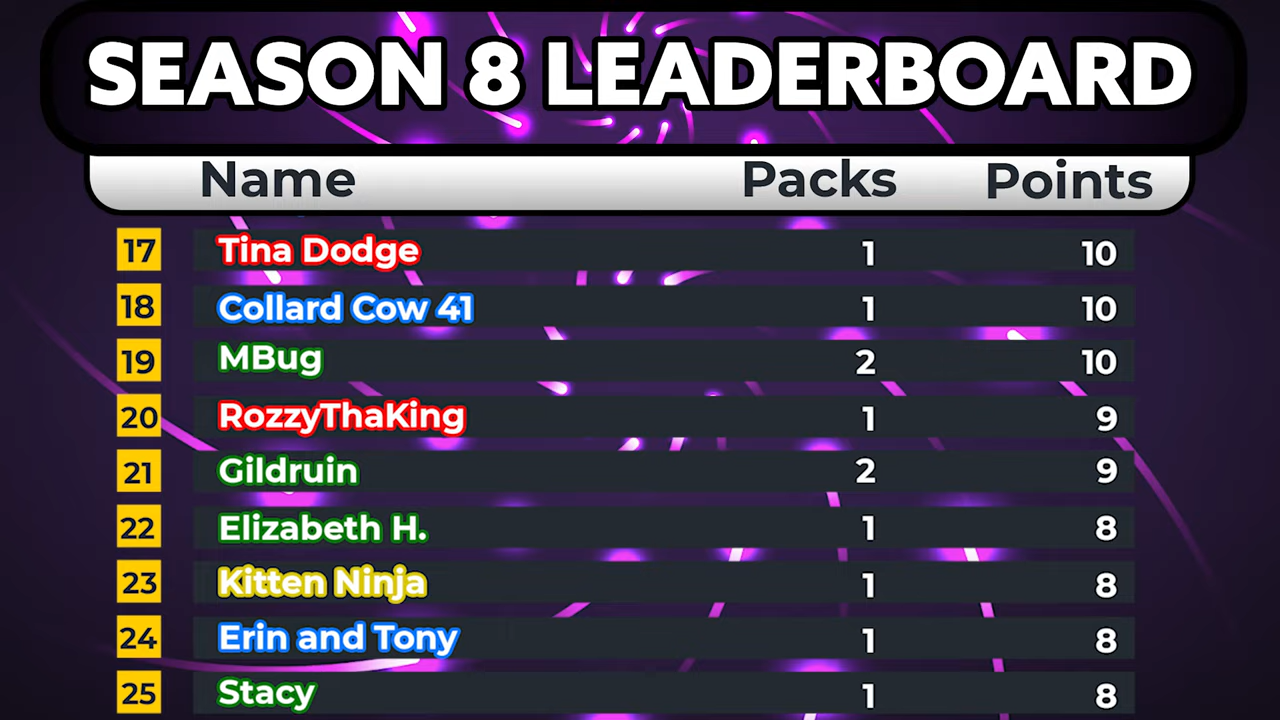 SEASON 8 LEADERBOARD
Name Packs Points
17 Tina Dodge 1 10
18 Collard Cow 41 1 10
19 MBug 2 10
20 RozzyThaKing 1 9
21 Gildruin 2 9
22 Elizabeth H. 1 8
23 Kitten Ninja 1 8
24 Erin and Tony 1 8
25 Stacy 1 8